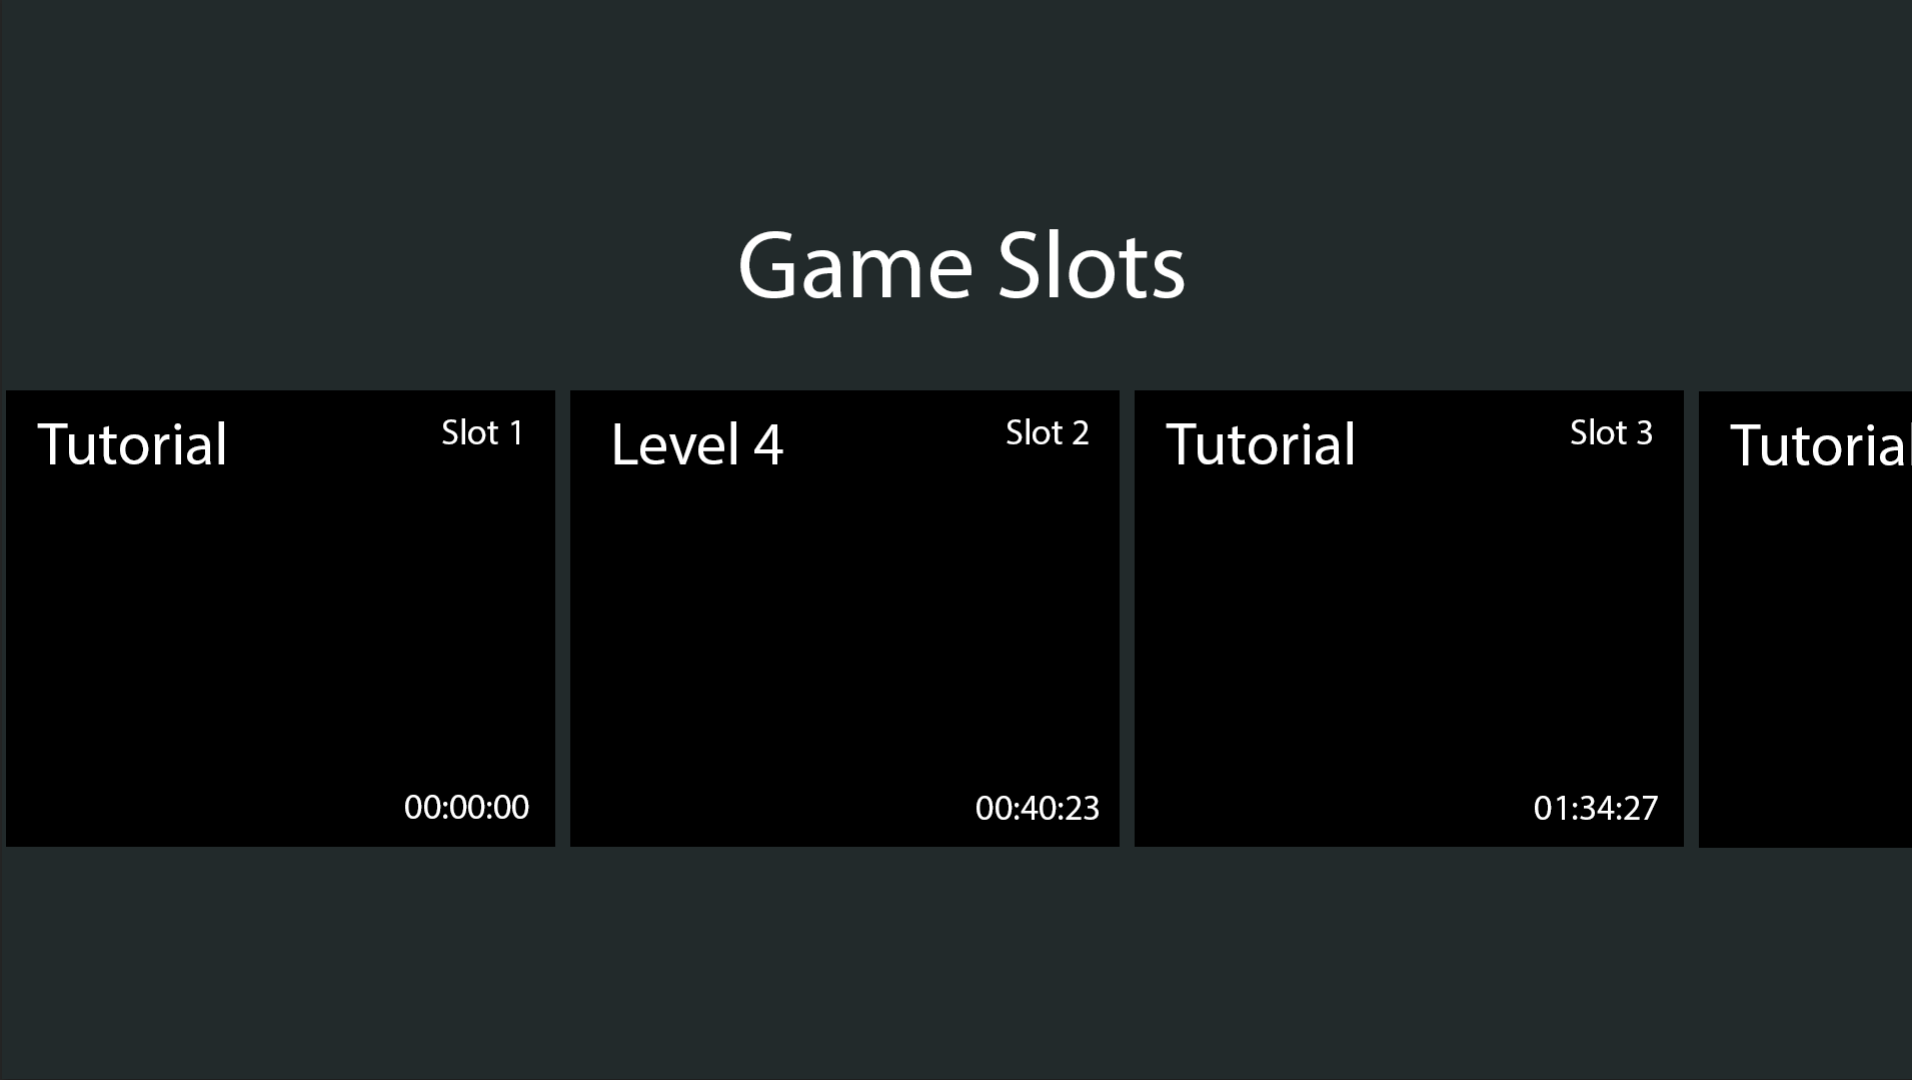 Game Slots
Tutorial
Slot 1
00:00:00
Level 4
Slot 2
00:40:23
Tutorial
Slot 3
01:34:27
Tutorial